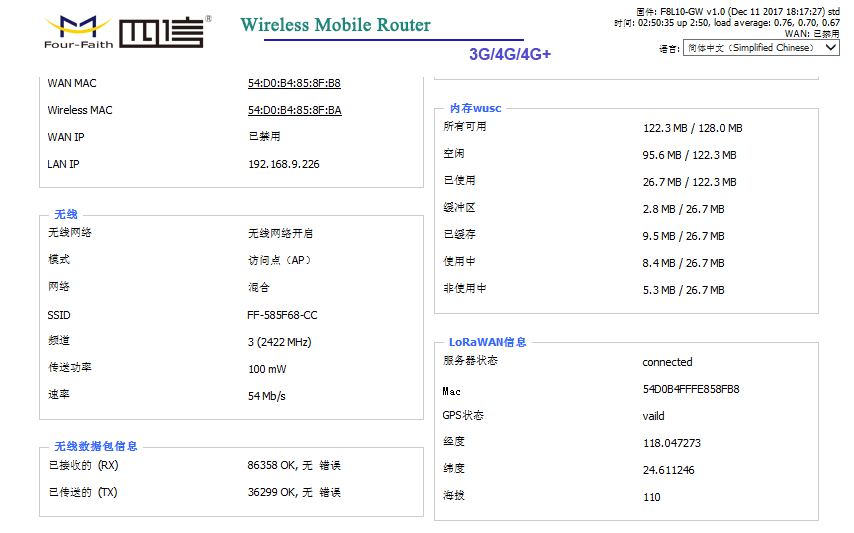 Four-Faith 四信®
Wireless Mobile Router
3G/4G/4G+
固件: F8L10-GW v1.0 (Dec 11 2017 18:17:27) std
时间: 02:50:35 up 2:50, load average: 0.76, 0.70, 0.67
WAN: 已禁用
语言: 简体中文（Simplified Chinese）
WAN MAC 54:D0:B4:85:8F:B8
Wireless MAC 54:D0:B4:85:8F:BA
WAN IP 已禁用
LAN IP 192.168.9.226
无线
无线网络 无线网络开启
模式 访问点（AP）
网络 混合
SSID FF-585F68-CC
频道 3 (2422 MHz)
传送功率 100 mW
速率 54 Mb/s
无线数据包信息
已接收的 (RX) 86358 OK, 无 错误
已传送的 (TX) 36299 OK, 无 错误
内存wusc
所有可用 122.3 MB / 128.0 MB
空闲 95.6 MB / 122.3 MB
已使用 26.7 MB / 122.3 MB
缓冲区 2.8 MB / 26.7 MB
已缓存 9.5 MB / 26.7 MB
使用中 8.4 MB / 26.7 MB
非使用中 5.3 MB / 26.7 MB
LoRaWAN信息
服务器状态 connected
Mac 54D0B4FFFE858FB8
GPS状态 vaild
经度 118.047273
纬度 24.611246
海拔 110